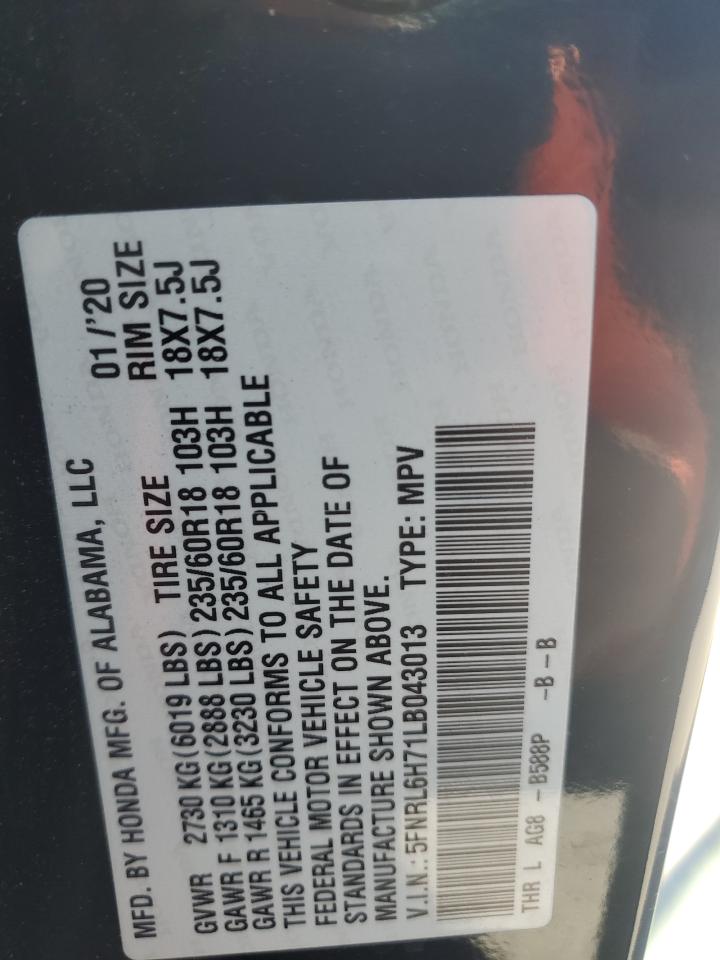 MFD. BY HONDA MFG. OF ALABAMA, LLC 01/'20
GVWR 2730 KG (6019 LBS) TIRE SIZE RIM SIZE
GAWR F 1310 KG (2888 LBS) 235/60R18 103H 18X7.5J
GAWR R 1465 KG (3230 LBS) 235/60R18 103H 18X7.5J
THIS VEHICLE CONFORMS TO ALL APPLICABLE
FEDERAL MOTOR VEHICLE SAFETY
STANDARDS IN EFFECT ON THE DATE OF
MANUFACTURE SHOWN ABOVE.
V.I.N.: 5FNRL6H71LB043013 TYPE: MPV
THR L AG8 -B588P -B-B